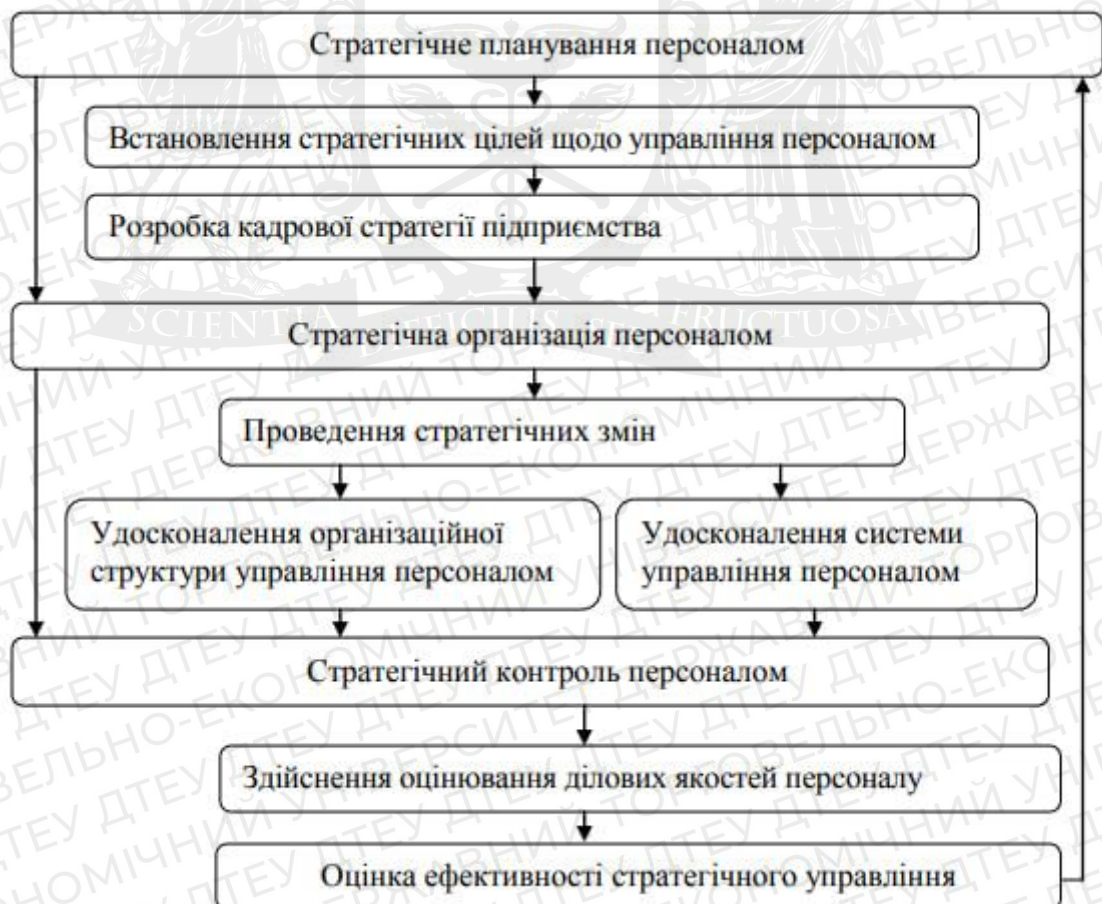 Стратегічне планування персоналом
Встановлення стратегічних цілей щодо управління персоналом
Розробка кадрової стратегії підприємства
SCIENTIA
FRUCTUOSA
Стратегічна організація персоналом
Проведення стратегічних змін
Удосконалення організаційної
структури управління персоналом
Удосконалення системи
управління персоналом
Стратегічний контроль персоналом
Здійснення оцінювання ділових якостей персоналу
Оцінка ефективності стратегічного управління